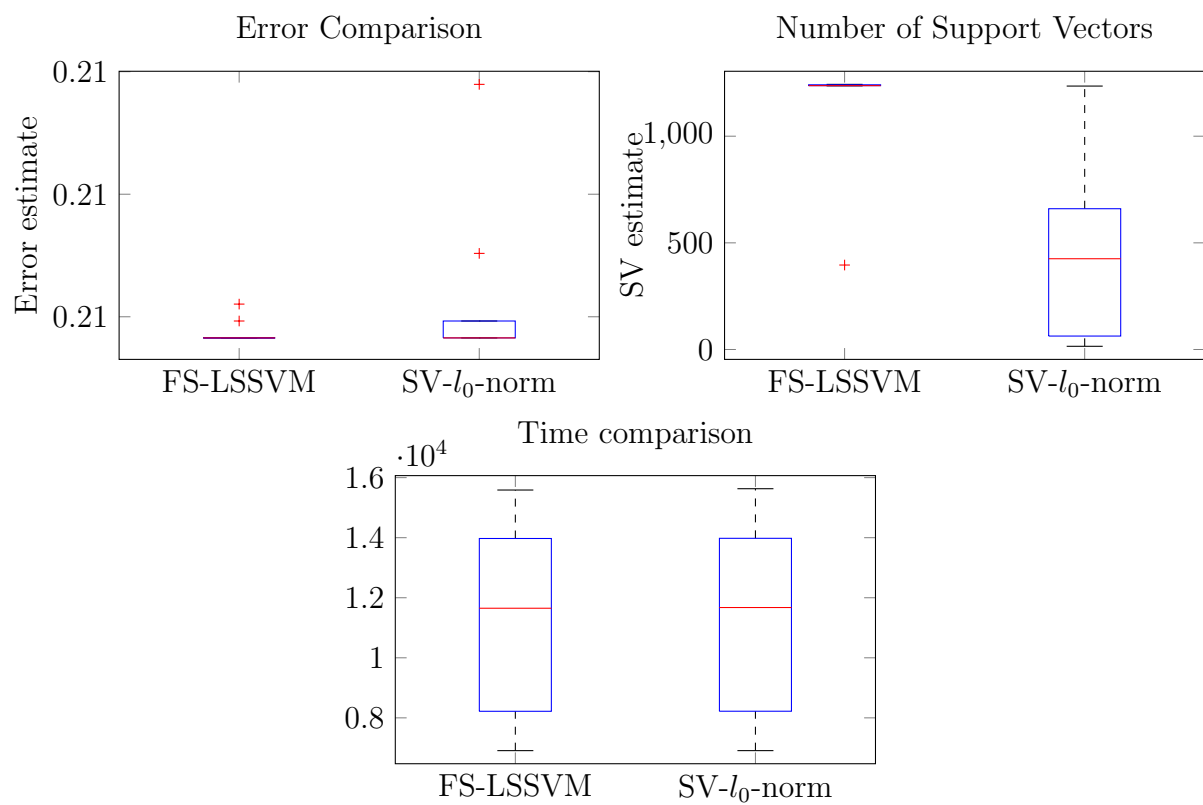 Error Comparison
0.21
0.21
0.21
Error estimate
FS-LSSVM
SV-l₀-norm
Number of Support Vectors
1,000
500
0
SV estimate
FS-LSSVM
SV-l₀-norm
Time comparison
·10⁴
1.6
1.4
1.2
1
0.8
FS-LSSVM
SV-l₀-norm